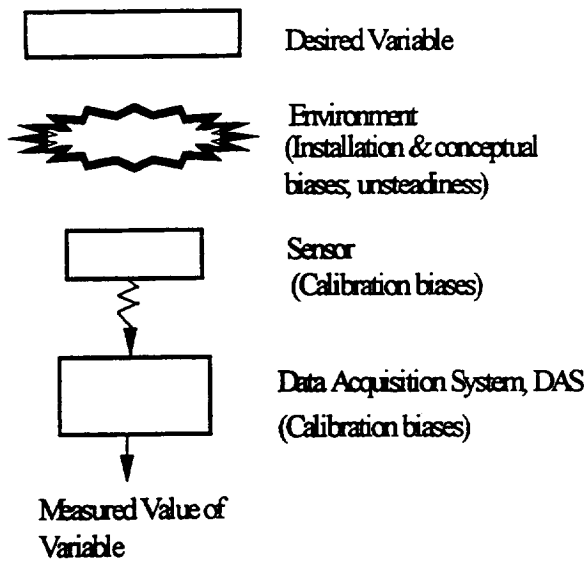 Desired Variable
Environment
(Installation & conceptual
biases; unsteadiness)
Sensor
(Calibration biases)
Data Acquisition System, DAS
(Calibration biases)
Measured Value of
Variable